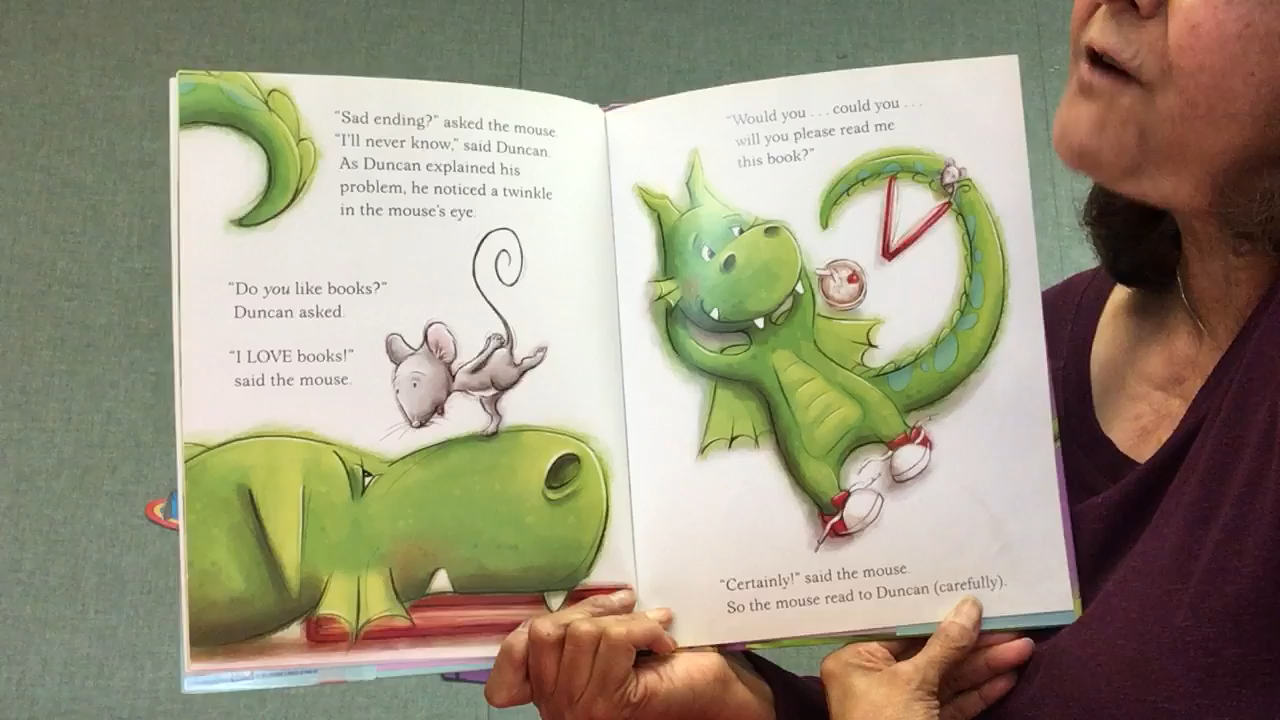 "Sad ending?" asked the mouse.
"I'll never know," said Duncan.
As Duncan explained his
problem, he noticed a twinkle
in the mouse's eye.
"Do you like books?"
Duncan asked.
"I LOVE books!"
said the mouse.
"Would you . . . could you . . .
will you please read me
this book?"
"Certainly!" said the mouse.
So the mouse read to Duncan (carefully).